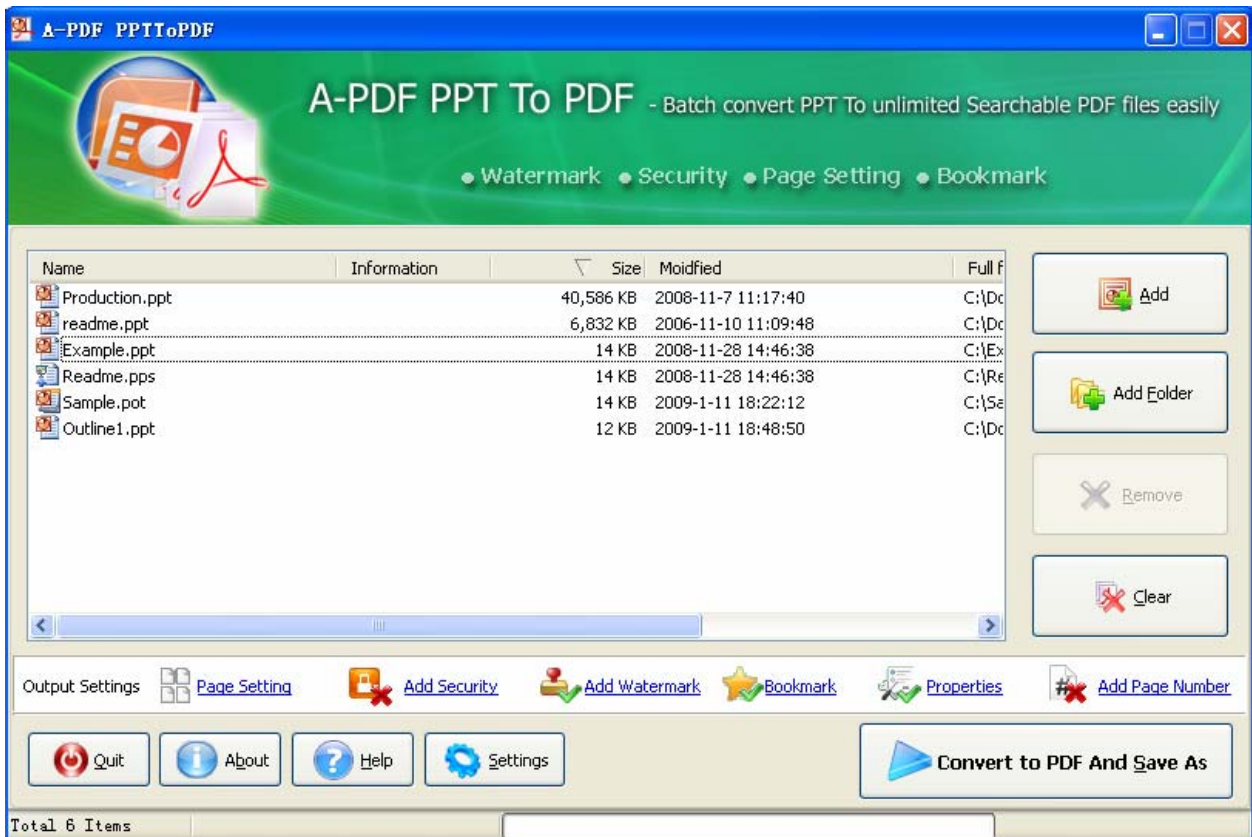 A-PDF PPTToPDF
A-PDF PPT To PDF - Batch convert PPT To unlimited Searchable PDF files easily
● Watermark ● Security ● Page Setting ● Bookmark
Name Information Size Moidfied Full f
Production.ppt 40,586 KB 2008-11-7 11:17:40 C:\Do
readme.ppt 6,832 KB 2006-11-10 11:09:48 C:\Do
Example.ppt 14 KB 2008-11-28 14:46:38 C:\Ex
Readme.pps 14 KB 2008-11-28 14:46:38 C:\Re
Sample.pot 14 KB 2009-1-11 18:22:12 C:\Sa
Outline1.ppt 12 KB 2009-1-11 18:48:50 C:\Do
Add
Add Folder
Remove
Clear
Output Settings Page Setting Add Security Add Watermark Bookmark Properties Add Page Number
Quit About Help Settings Convert to PDF And Save As
Total 6 Items